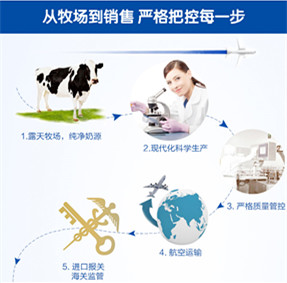 从牧场到销售 严格把控每一步
1.露天牧场，纯净奶源
2.现代化科学生产
3. 严格质量管控
4. 航空运输
5. 进口报关
海关监管